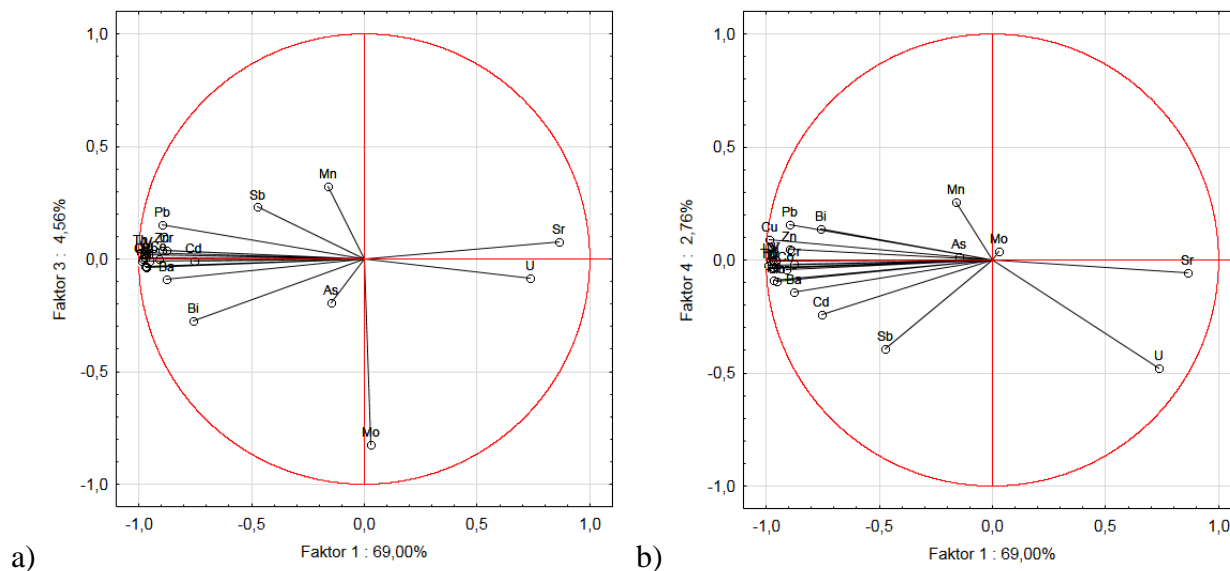 1,0
0,5
0,0
-0,5
-1,0
Faktor 3 : 4,56%
Mn
Sb
Pb
Sr
Cd
Ba
U
As
Bi
Mo
-1,0 -0,5 0,0 0,5 1,0
Faktor 1 : 69,00%
a)
1,0
0,5
0,0
-0,5
-1,0
Faktor 4 : 2,76%
Mn
Pb
Bi
Cu
Zn
As
Mo
Sr
Ba
Cd
Sb
U
-1,0 -0,5 0,0 0,5 1,0
Faktor 1 : 69,00%
b)